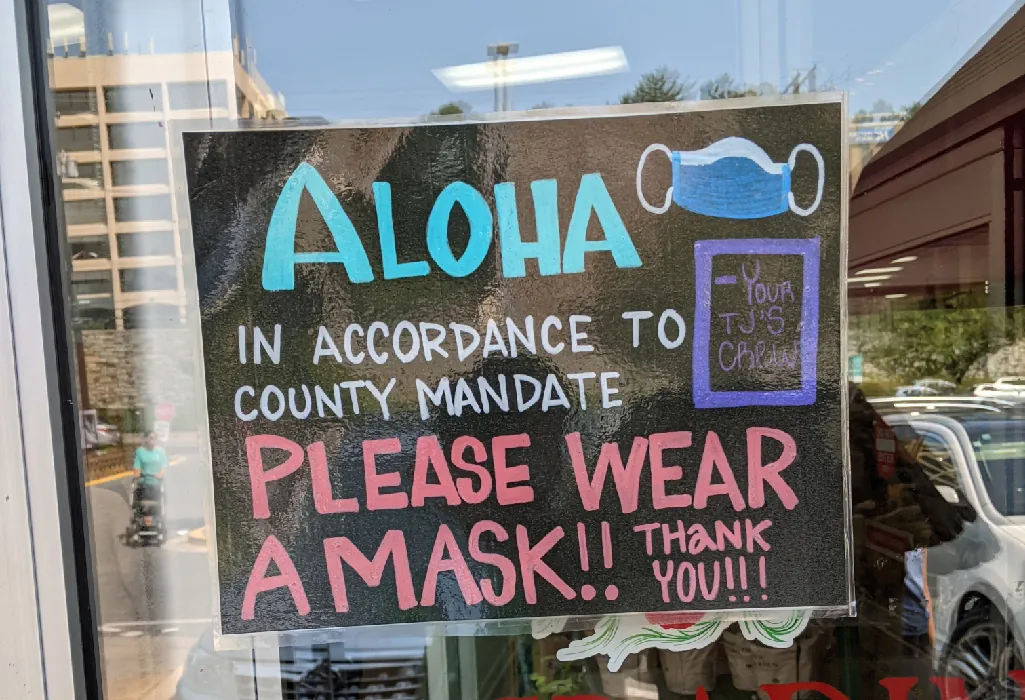 ALOHA
IN ACCORDANCE TO
COUNTY MANDATE
- YOUR
TJ'S
CREW
PLEASE WEAR
A MASK!!
THANK
YOU!!!